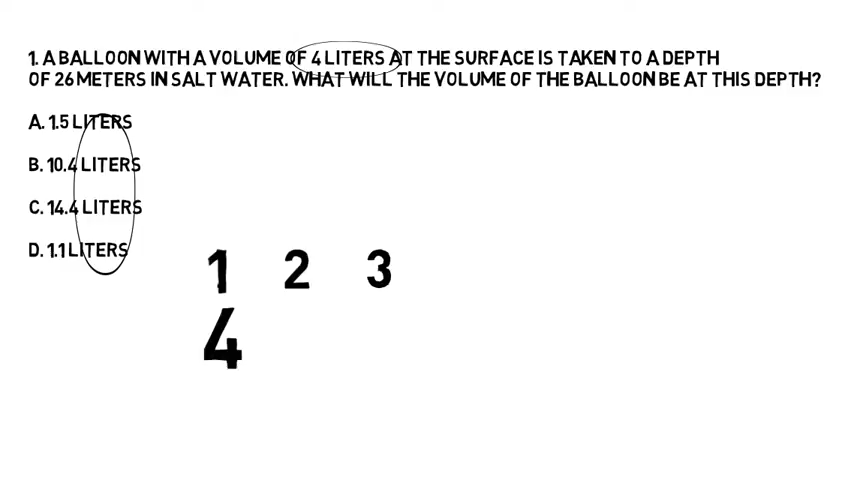 1. A BALLOON WITH A VOLUME OF 4 LITERS AT THE SURFACE IS TAKEN TO A DEPTH
OF 26 METERS IN SALT WATER. WHAT WILL THE VOLUME OF THE BALLOON BE AT THIS DEPTH?
A. 1.5 LITERS
B. 10.4 LITERS
C. 14.4 LITERS
D. 1.1 LITERS
1 2 3
4